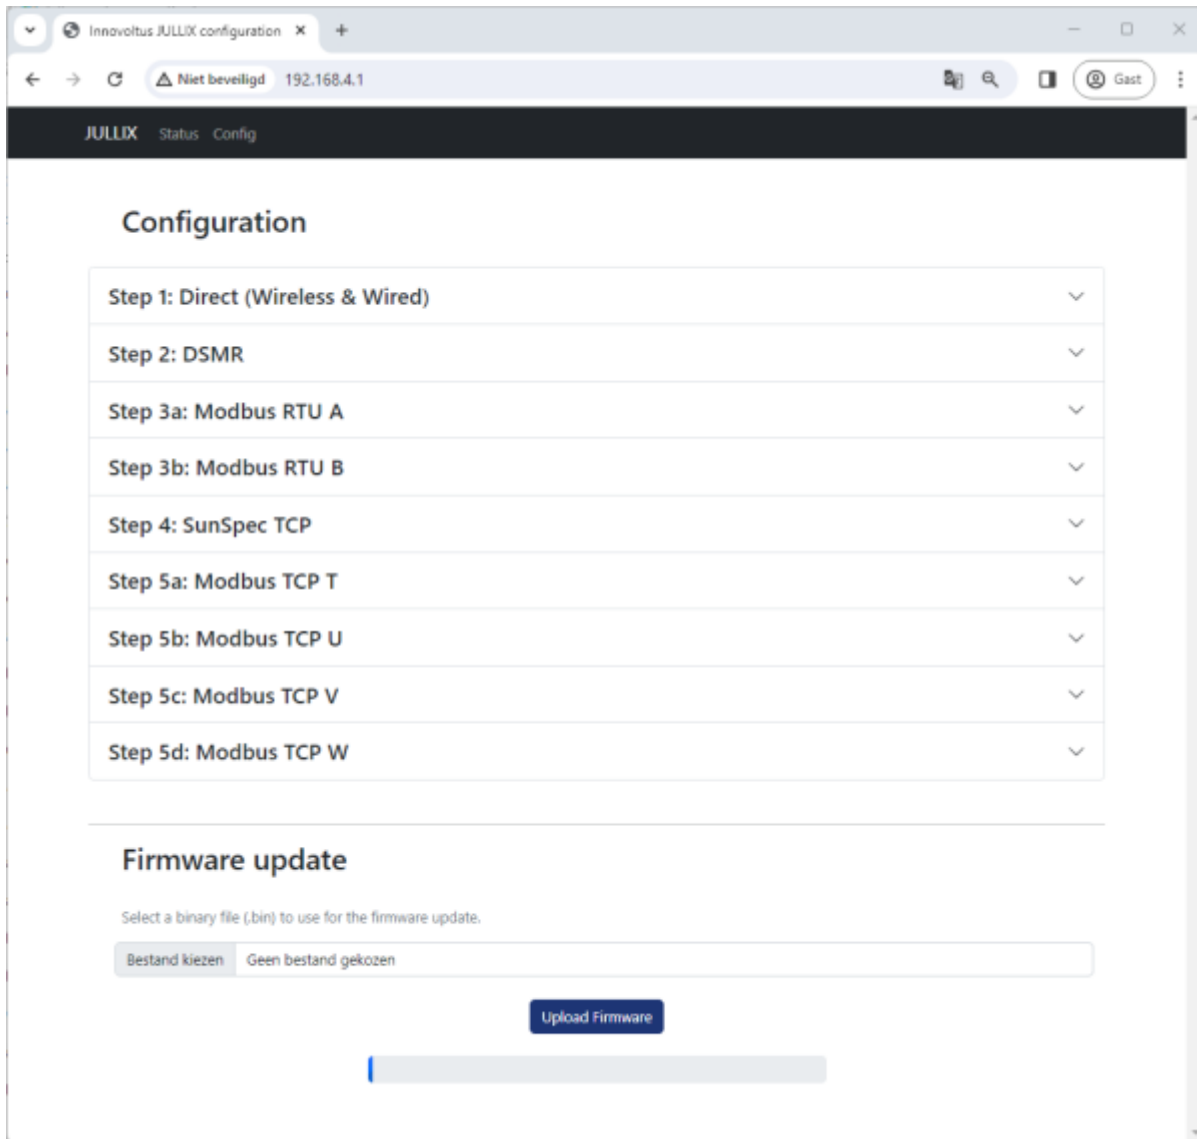 Innovoltus JULLIX configuration
Niet beveiligd 192.168.4.1 Gast
JULLIX Status Config
Configuration
Step 1: Direct (Wireless & Wired)
Step 2: DSMR
Step 3a: Modbus RTU A
Step 3b: Modbus RTU B
Step 4: SunSpec TCP
Step 5a: Modbus TCP T
Step 5b: Modbus TCP U
Step 5c: Modbus TCP V
Step 5d: Modbus TCP W
Firmware update
Select a binary file (.bin) to use for the firmware update.
Bestand kiezen Geen bestand gekozen
Upload Firmware